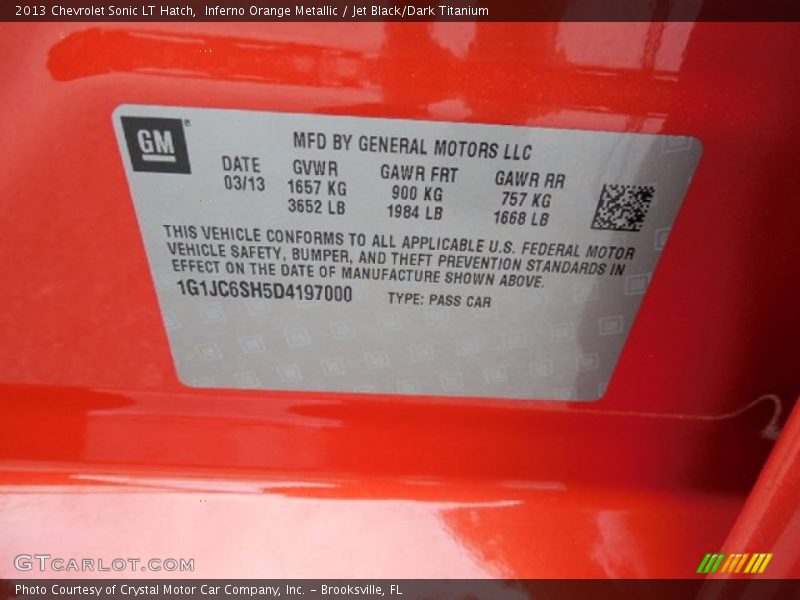 2013 Chevrolet Sonic LT Hatch,  Inferno Orange Metallic / Jet Black/Dark Titanium
GM
MFD BY GENERAL MOTORS LLC
DATE GVWR GAWR FRT GAWR RR
03/13 1657 KG 900 KG 757 KG
3652 LB 1984 LB 1668 LB
THIS VEHICLE CONFORMS TO ALL APPLICABLE U.S. FEDERAL MOTOR
VEHICLE SAFETY, BUMPER, AND THEFT PREVENTION STANDARDS IN
EFFECT ON THE DATE OF MANUFACTURE SHOWN ABOVE.
1G1JC6SH5D4197000 TYPE: PASS CAR
GTCARLOT.COM
Photo Courtesy of Crystal Motor Car Company, Inc. – Brooksville, FL